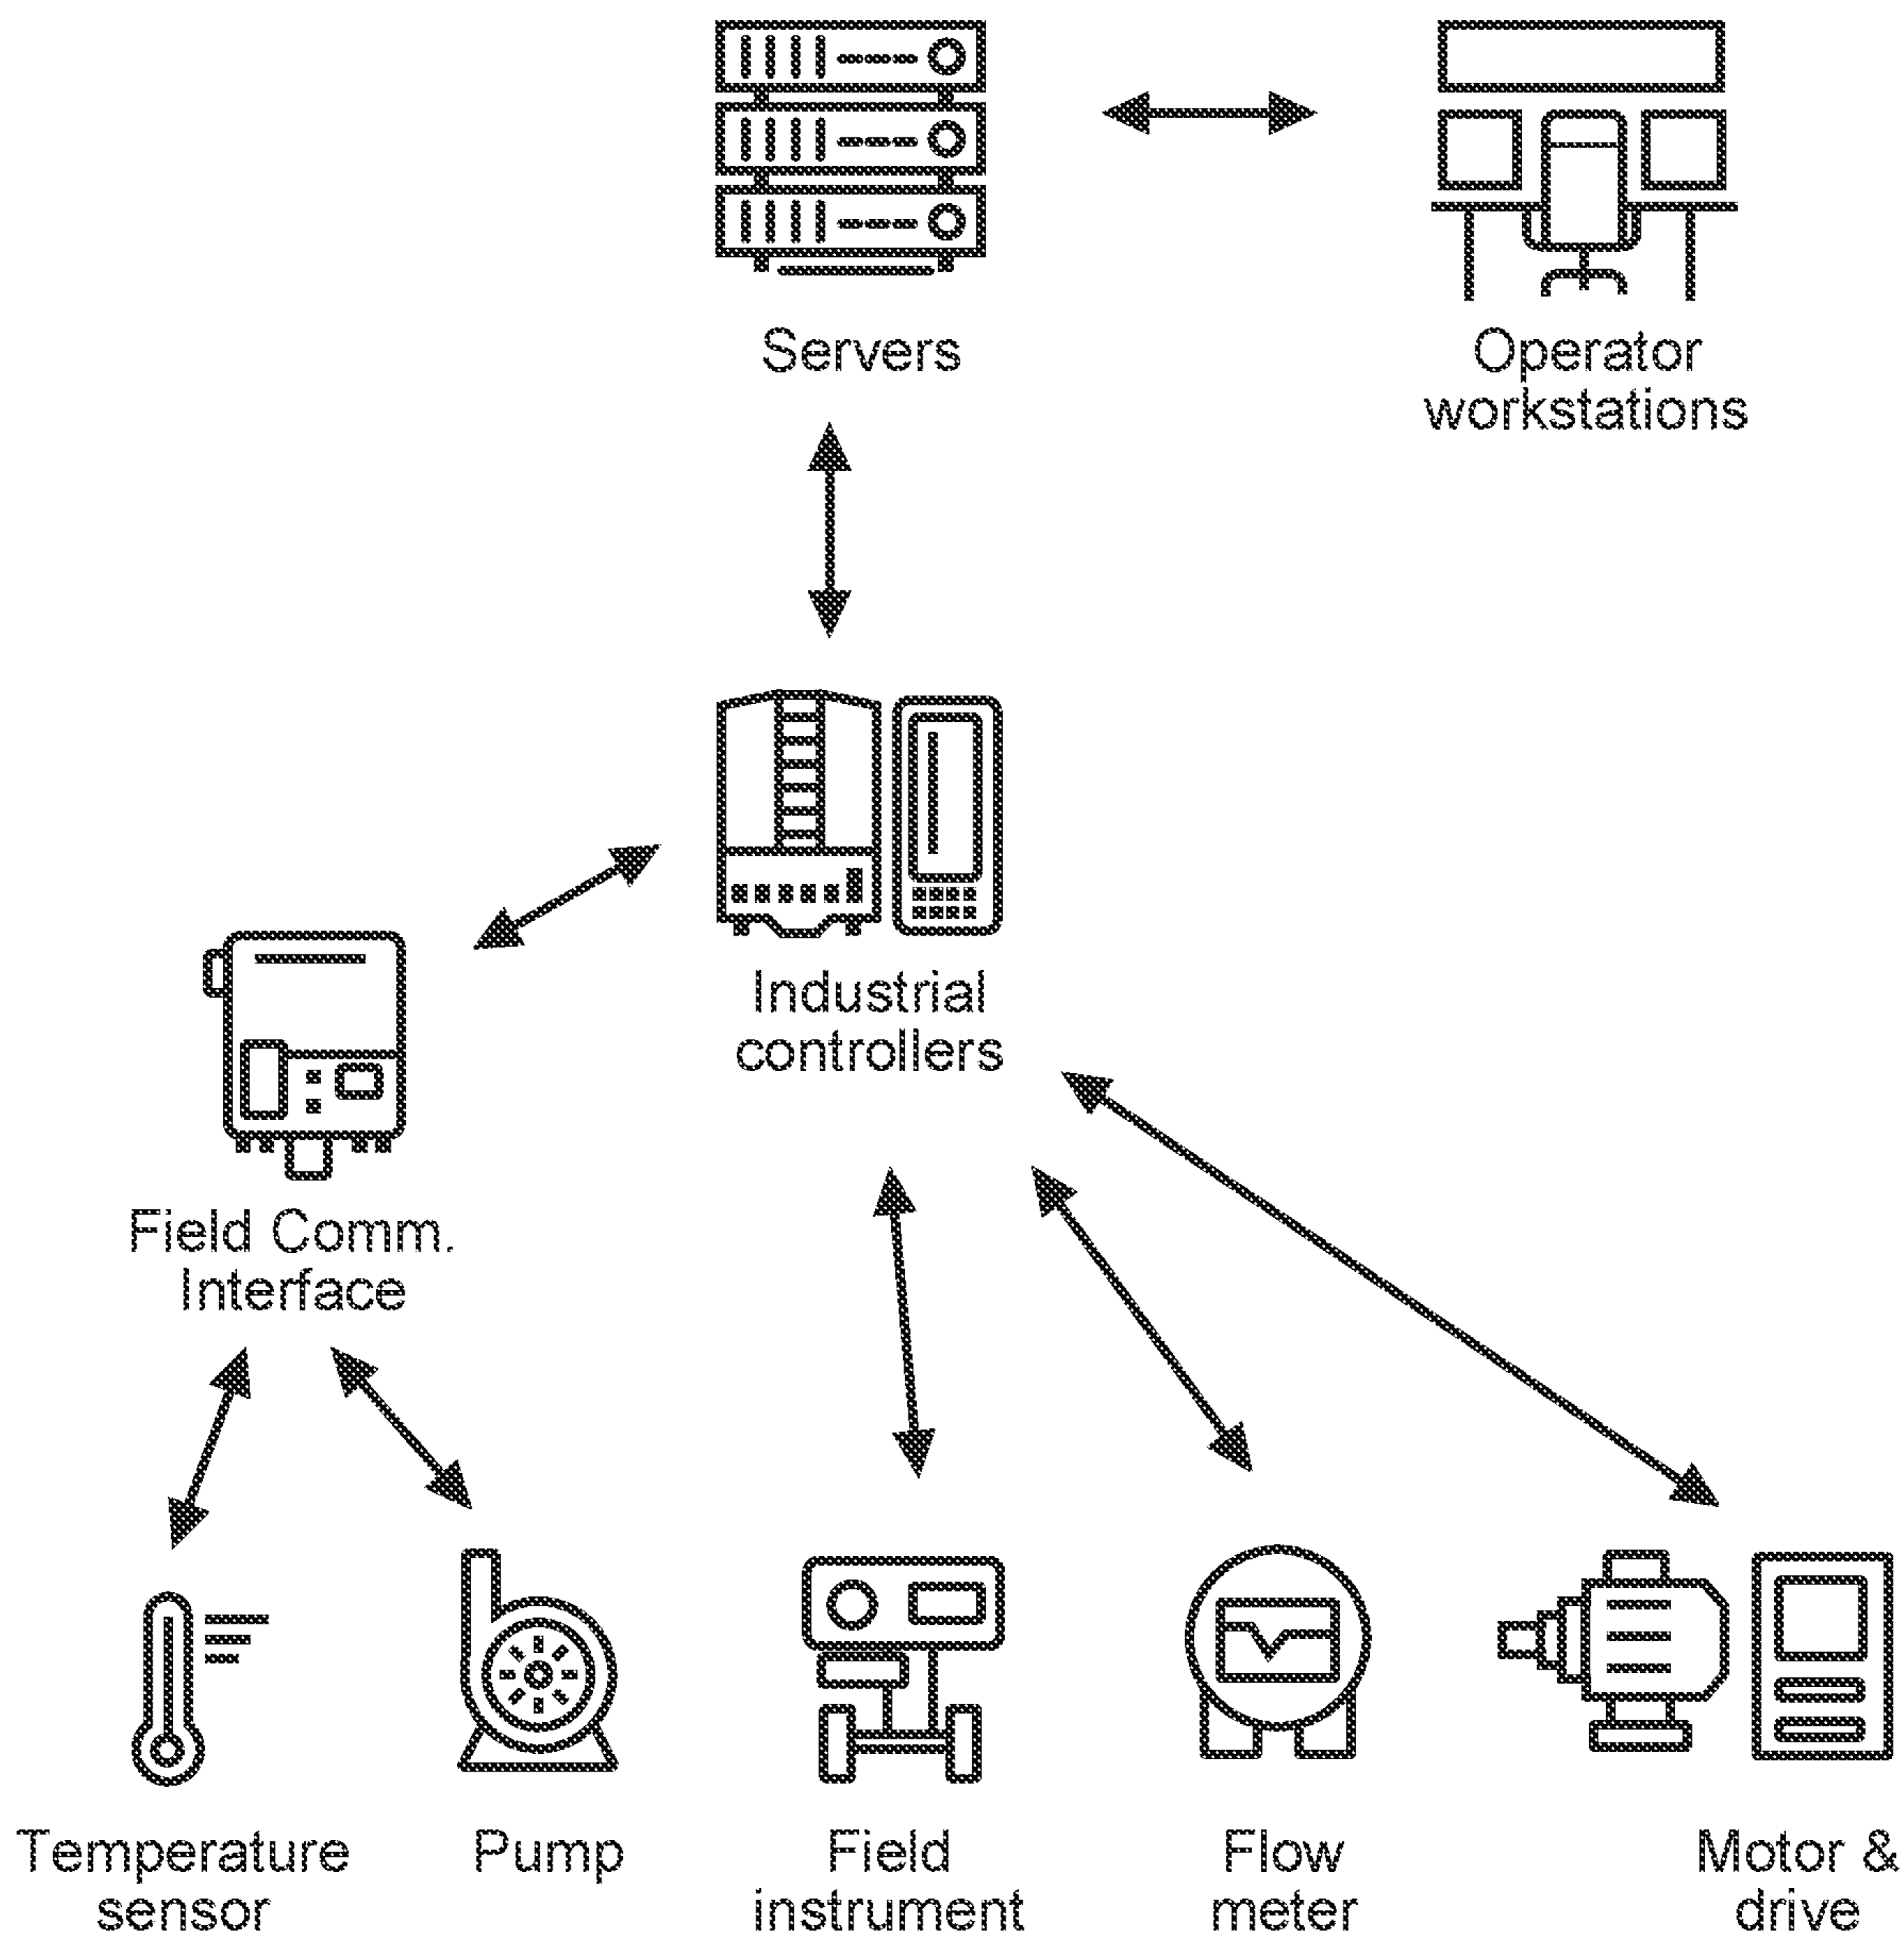 Servers
Operator
workstations
Industrial
controllers
Field Comm.
Interface
Temperature
sensor
Pump
Field
instrument
Flow
meter
Motor &
drive